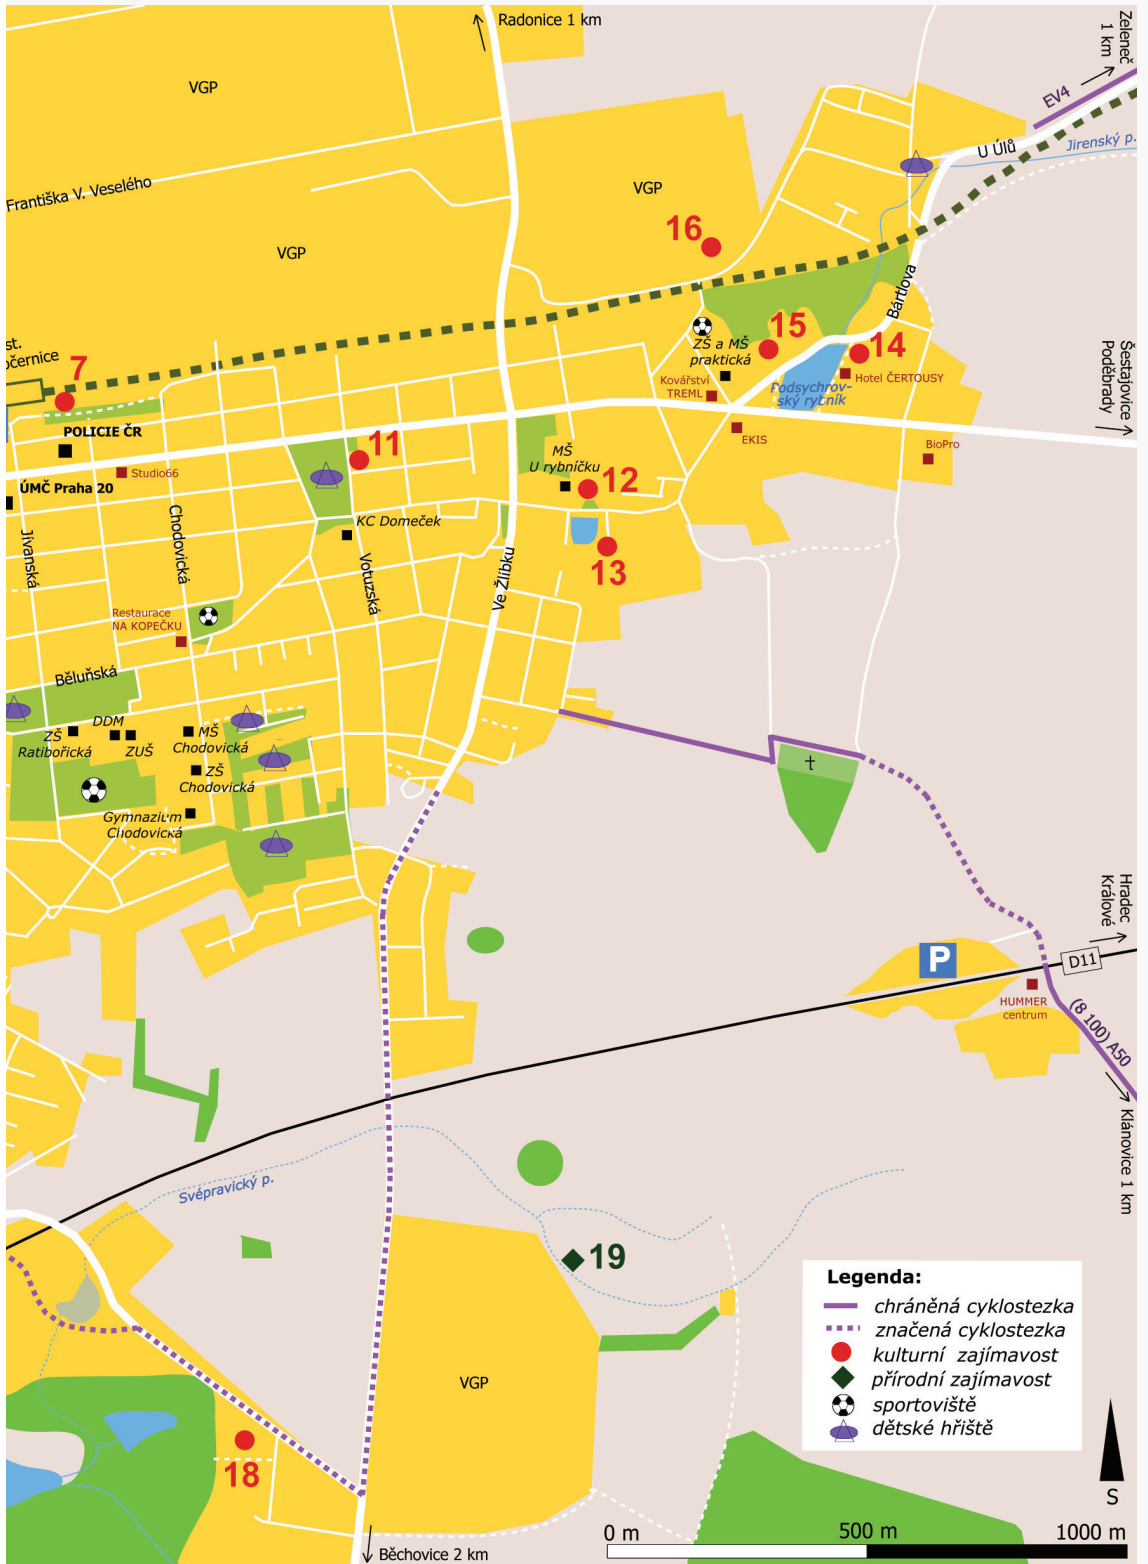 Radonice 1 km
Zeleneč
1 km
VGP
EV4
U Úlů
Jirenský p.
Františka V. Veselého
VGP
VGP
16
Bártlova
st.
očernice
7
15
14
ZŠ a MŠ
praktická
Hotel ČERTOUSY
Kovářství
TREML
Podsychrov-
ský rybník
Šestajovice
Poděbrady
POLICIE ČR
Studio66
11
MŠ
U rybníčku
12
EKIS
BioPro
ÚMČ Praha 20
KC Domeček
13
Jívanská
Chodovická
Votuzská
Ve Žlíbku
Restaurace
NA KOPEČKU
Běluňská
DDM
ZŠ
Ratibořická
ZUŠ
MŠ
Chodovická
ZŠ
Chodovická
Gymnazium
Chodovická
†
Hradec
Králové
P
D11
HUMMER
centrum
(8 100) A50
Klánovice 1 km
Svépravický p.
19
VGP
18
Legenda:
chráněná cyklostezka
značená cyklostezka
kulturní zajímavost
přírodní zajímavost
sportoviště
dětské hřiště
S
0 m 500 m 1000 m
Běchovice 2 km